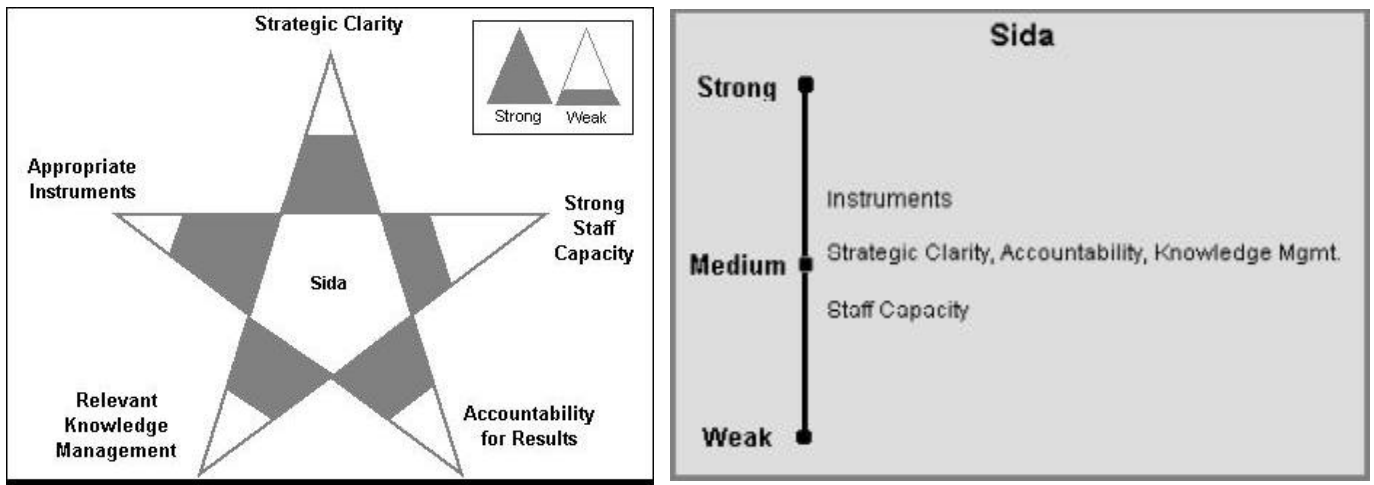 Strategic Clarity
Strong
Weak
Appropriate
Instruments
Strong
Staff
Capacity
Sida
Relevant
Knowledge
Management
Accountability
for Results
Sida
Strong
Instruments
Medium
Strategic Clarity, Accountability, Knowledge Mgmt.
Staff Capacity
Weak